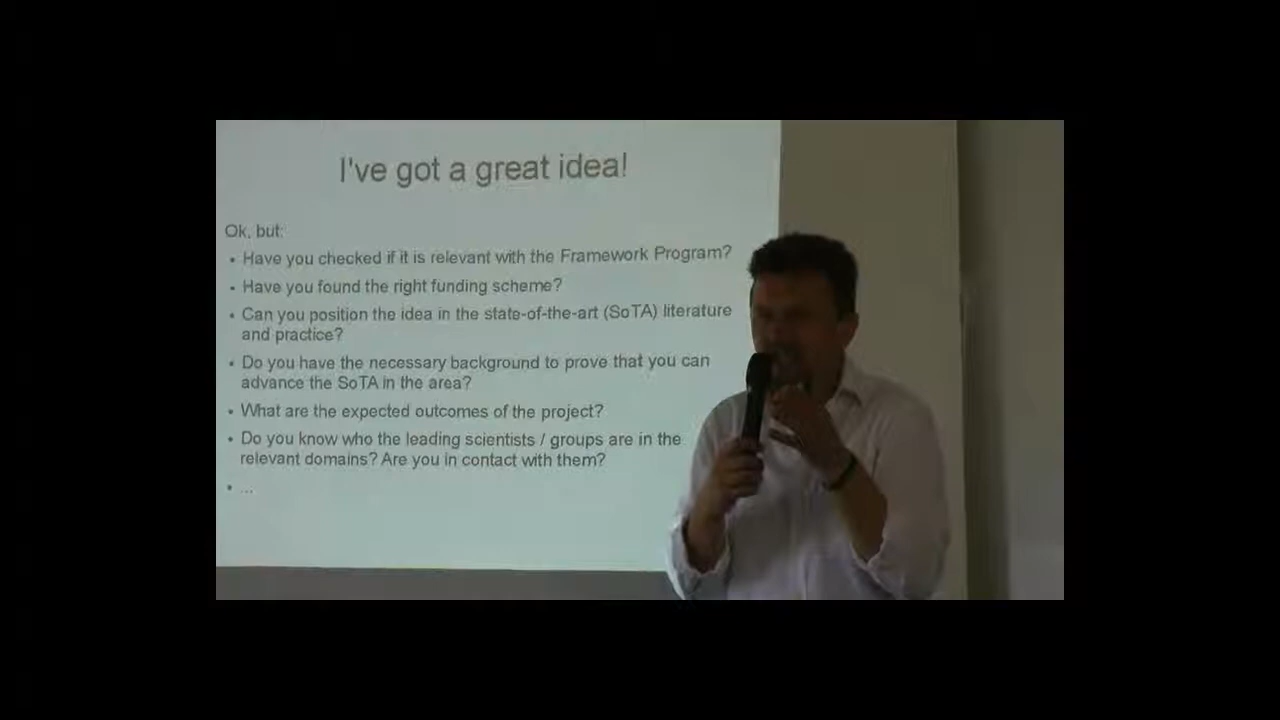 I've got a great idea!
Ok, but:
• Have you checked if it is relevant with the Framework Program?
• Have you found the right funding scheme?
• Can you position the idea in the state-of-the-art (SoTA) literature
and practice?
• Do you have the necessary background to prove that you can
advance the SoTA in the area?
• What are the expected outcomes of the project?
• Do you know who the leading scientists / groups are in the
relevant domains? Are you in contact with them?
• ...